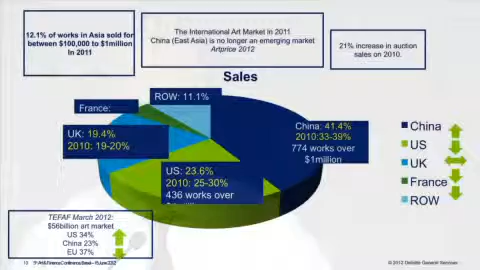 12.1% of works in Asia sold for
between $100,000 to $1million
in 2011
The International Art Market in 2011
China (East Asia) is no longer an emerging market
Artprice 2012
21% increase in auction
sales on 2010.
Sales
ROW: 11.1%
France:
UK: 19.4%
2010: 19-20%
China: 41.4%
2010:33-39%
774 works over
$1million
US: 23.6%
2010: 25-30%
436 works over
China
US
UK
France
ROW
TEFAF March 2012:
$56billion art market
US 34%
China 23%
EU 37%
© 2012 Deloitte General Services